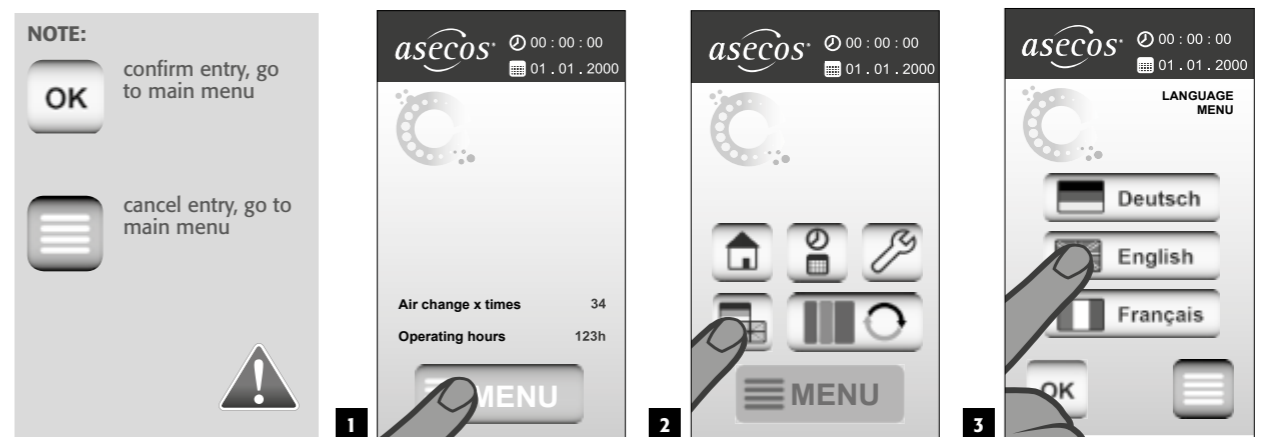 NOTE:
OK
confirm entry, go
to main menu
cancel entry, go to
main menu
1
asecos
00 : 00 : 00
01 . 01 . 2000
Air change x times 34
Operating hours 123h
MENU
2
asecos
00 : 00 : 00
01 . 01 . 2000
MENU
3
asecos
00 : 00 : 00
01 . 01 . 2000
LANGUAGE
MENU
Deutsch
English
Français
OK